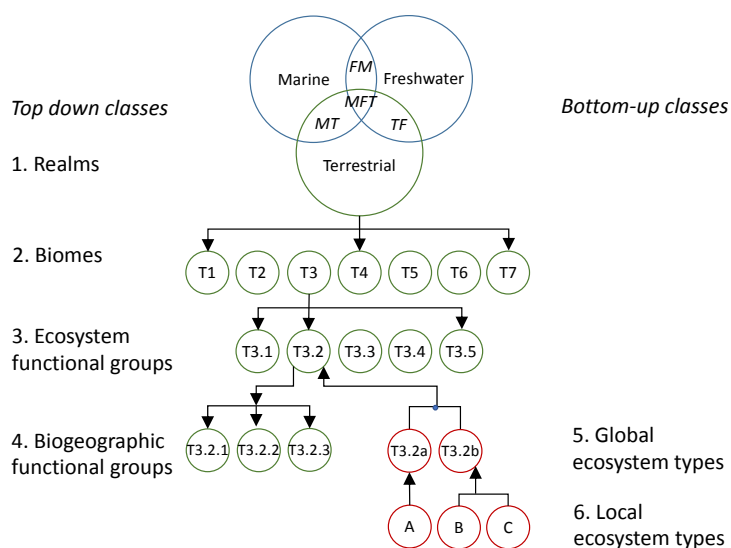 Marine
FM
Freshwater
MFT
MT
TF
Terrestrial
Top down classes
Bottom-up classes
1. Realms
2. Biomes
T1 T2 T3 T4 T5 T6 T7
3. Ecosystem
functional groups
T3.1 T3.2 T3.3 T3.4 T3.5
4. Biogeographic
functional groups
T3.2.1 T3.2.2 T3.2.3
T3.2a T3.2b
5. Global
ecosystem types
A B C
6. Local
ecosystem types